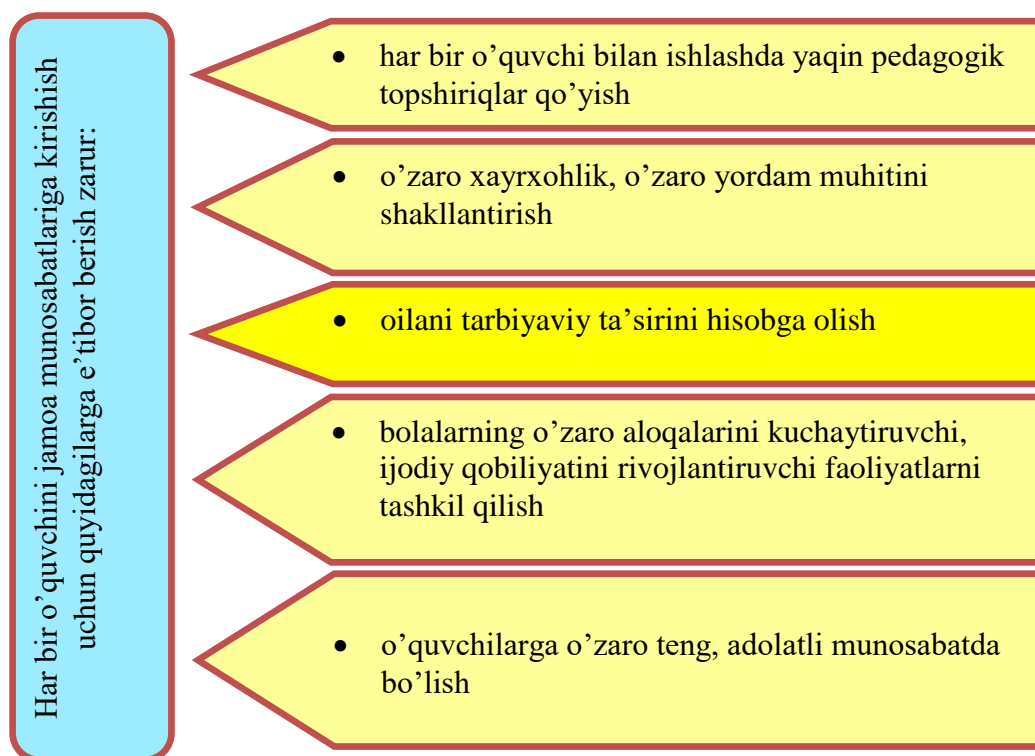 Har bir o’quvchini jamoa munosabatlariga kirishish
uchun quyidagilarga e’tibor berish zarur:
• har bir o’quvchi bilan ishlashda yaqin pedagogik
topshiriqlar qo’yish
• o’zaro xayrxohlik, o’zaro yordam muhitini
shakllantirish
• oilani tarbiyaviy ta’sirini hisobga olish
• bolalarning o’zaro aloqalarini kuchaytiruvchi,
ijodiy qobiliyatini rivojlantiruvchi faoliyatlarni
tashkil qilish
• o’quvchilarga o’zaro teng, adolatli munosabatda
bo’lish